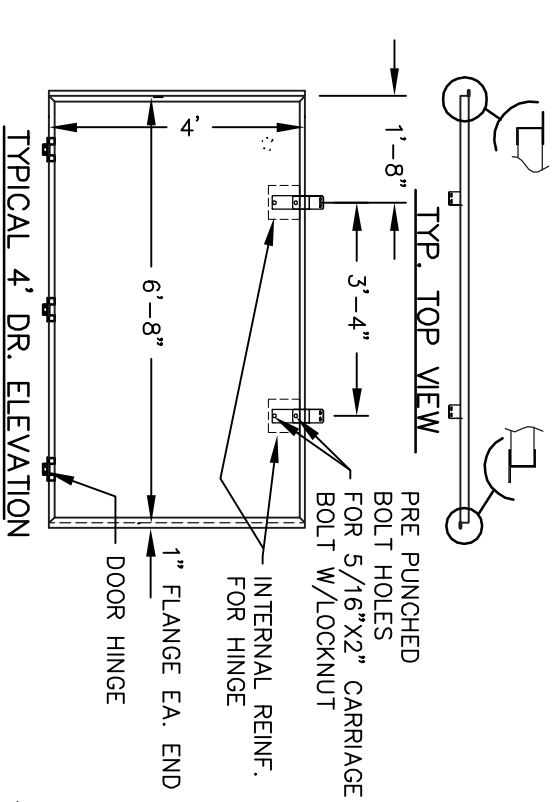 TYP. TOP VIEW
1'-8"
3'-4"
4'
6'-8"
PRE PUNCHED
BOLT HOLES
FOR 5/16"X2" CARRIAGE
BOLT W/LOCKNUT
INTERNAL REINF.
FOR HINGE
1" FLANGE EA. END
DOOR HINGE
TYPICAL 4' DR. ELEVATION